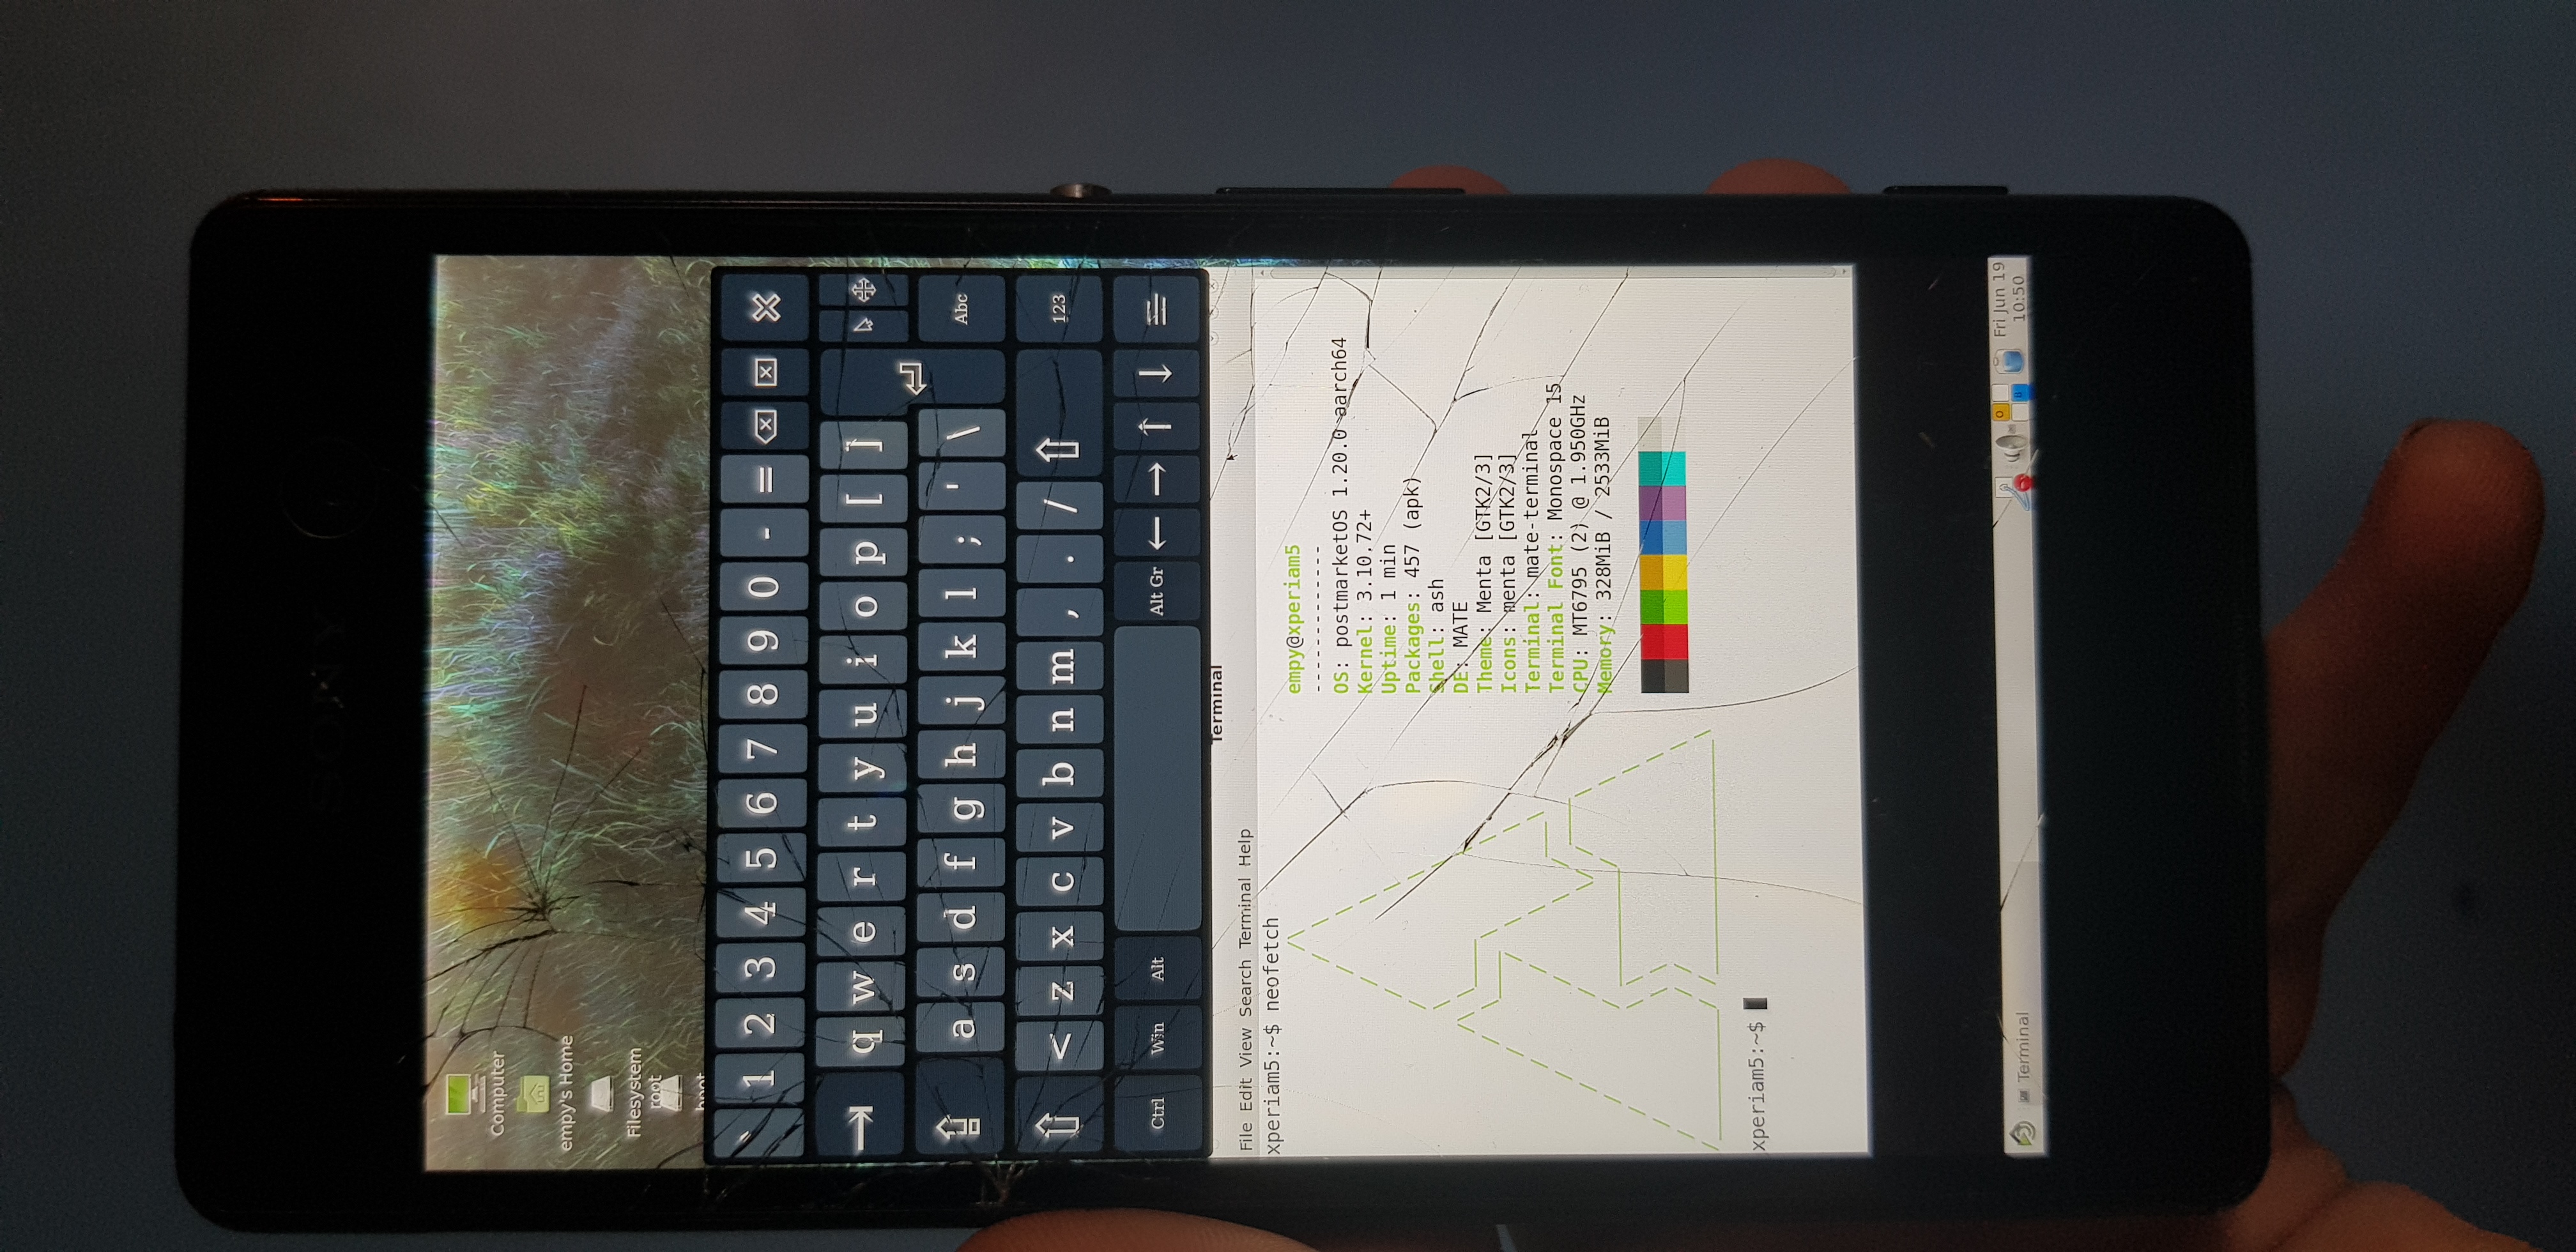 SONY
Computer
empy's Home
Filesystem
root
boot
` 1 2 3 4 5 6 7 8 9 0 - =
q w e r t y u i o p [ ]
a s d f g h j k l ; ' \
Abc
< z x c v b n m , . /
123
Ctrl Win Alt Alt Gr ← → ↑ ↓
Terminal
File Edit View Search Terminal Help
xperiam5:~$ neofetch
empy@xperiam5
-------------
OS: postmarketOS 1.20.0 aarch64
Kernel: 3.10.72+
Uptime: 1 min
Packages: 457 (apk)
Shell: ash
DE: MATE
Theme: Menta [GTK2/3]
Icons: menta [GTK2/3]
Terminal: mate-terminal
Terminal Font: Monospace 15
CPU: MT6795 (2) @ 1.950GHz
Memory: 328MiB / 2533MiB
xperiam5:~$
Terminal
Fri Jun 19
10:50